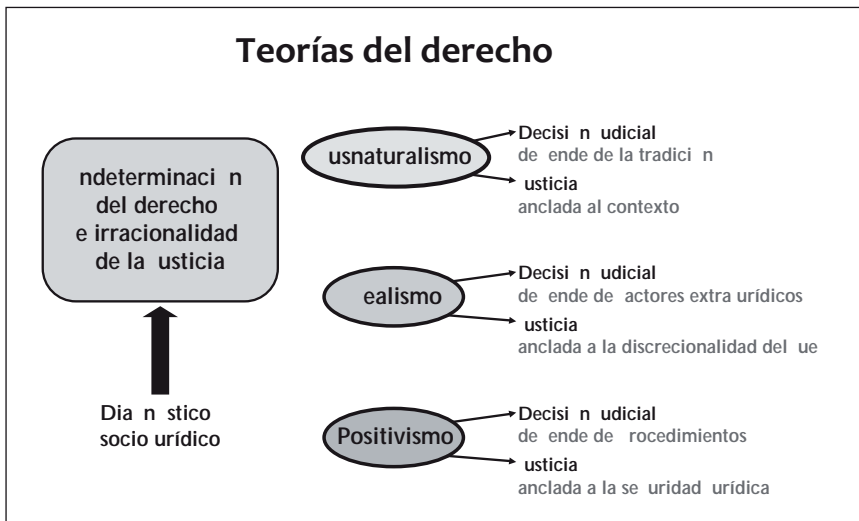 Teorías del derecho
ndeterminaci n
del derecho
e irracionalidad
de la usticia
Dia n stico
socio urídico
usnaturalismo
Decisi n udicial
de ende de la tradici n
usticia
anclada al contexto
ealismo
Decisi n udicial
de ende de actores extra urídicos
usticia
anclada a la discrecionalidad del ue
Positivismo
Decisi n udicial
de ende de rocedimientos
usticia
anclada a la se uridad urídica